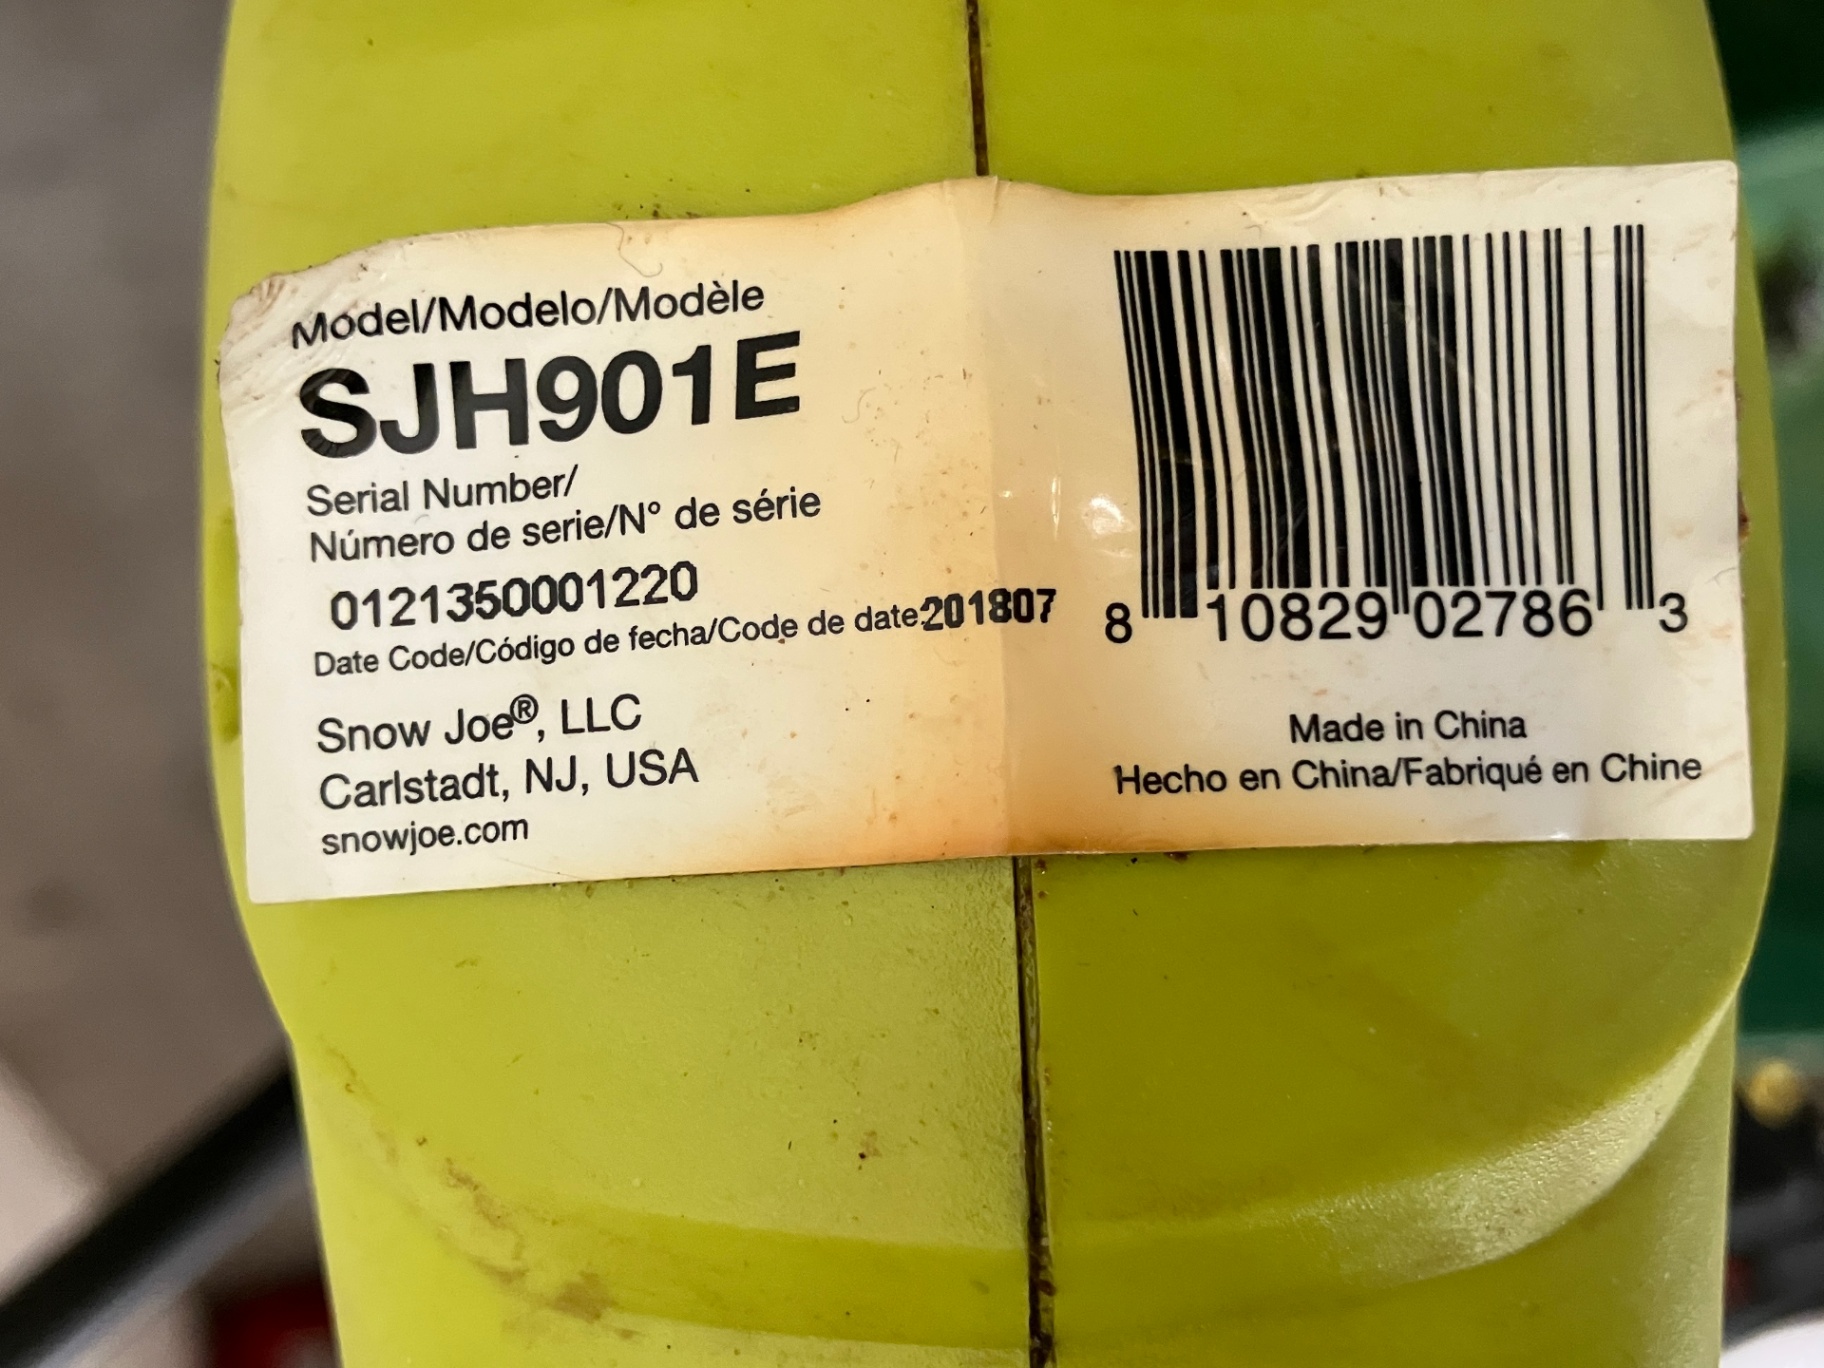 Model/Modelo/Modèle
SJH901E
Serial Number/
Número de serie/N° de série
0121350001220
Date Code/Código de fecha/Code de date:201807
Snow Joe®, LLC
Carlstadt, NJ, USA
snowjoe.com
8 10829 02786 3
Made in China
Hecho en China/Fabriqué en Chine